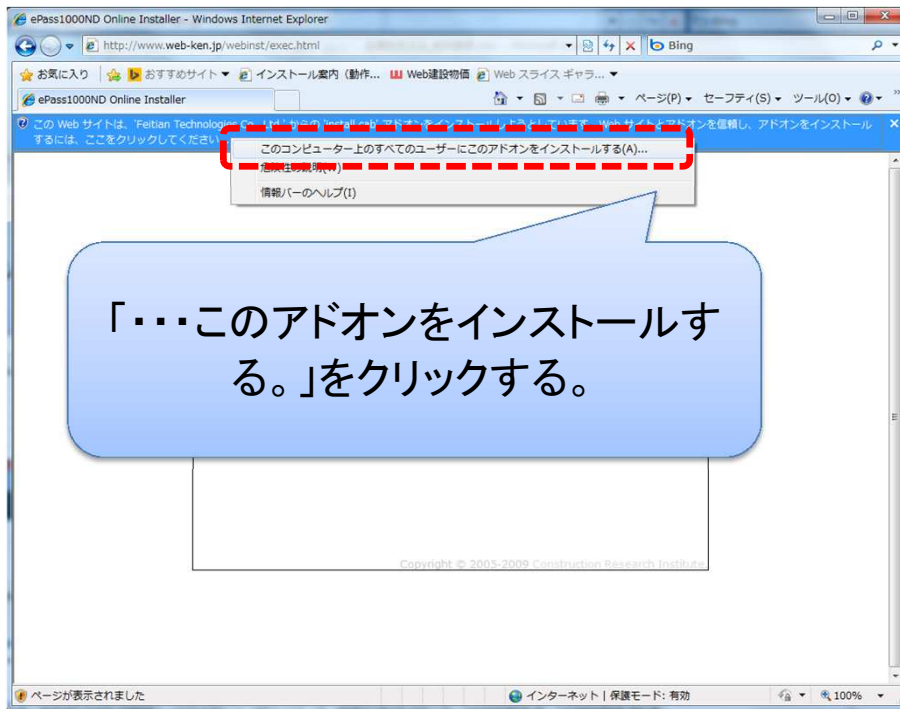 ePass1000ND Online Installer - Windows Internet Explorer
http://www.web-ken.jp/webinst/exec.html
Bing
お気に入り おすすめサイト インストール案内（動作... Web建設物価 Web スライス ギャラ...
ePass1000ND Online Installer
ページ(P) セーフティ(S) ツール(O)
この Web サイトは、'Feitian Technologies Co., Ltd.' からの 'install.cab' アドオンをインストールしようとしています。Web サイトとアドオンを信頼し、アドオンをインストール
するには、ここをクリックしてください
このコンピューター上のすべてのユーザーにこのアドオンをインストールする(A)...
危険性の説明(W)
情報バーのヘルプ(I)
「・・・このアドオンをインストールす
る。」をクリックする。
Copyright © 2005-2009 Construction Research Institute
ページが表示されました
インターネット | 保護モード: 有効
100%